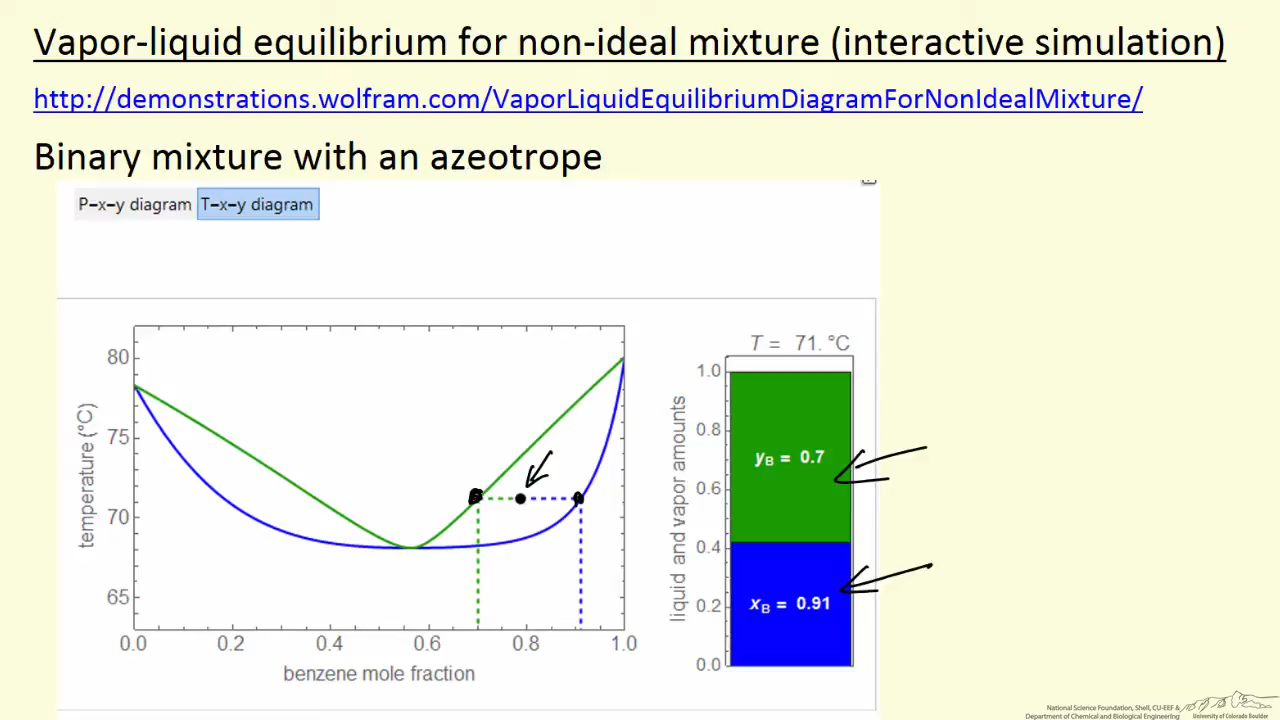 Vapor-liquid equilibrium for non-ideal mixture (interactive simulation)
http://demonstrations.wolfram.com/VaporLiquidEquilibriumDiagramForNonIdealMixture/
Binary mixture with an azeotrope
P-x-y diagram T-x-y diagram
T = 71. °C
temperature (°C)
80
75
70
65
0.0 0.2 0.4 0.6 0.8 1.0
benzene mole fraction
liquid and vapor amounts
1.0
0.8
0.6
0.4
0.2
0.0
yB = 0.7
xB = 0.91
National Science Foundation, Shell, CU-EEF &
Department of Chemical and Biological Engineering
University of Colorado Boulder